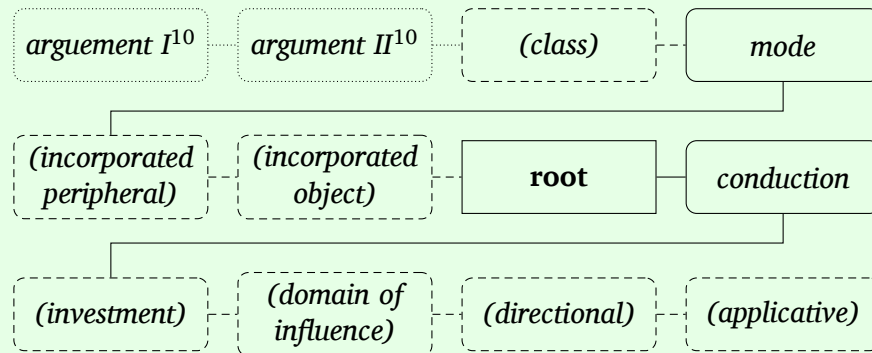 arguement I¹⁰ argument II¹⁰ (class) mode
(incorporated peripheral) (incorporated object) root conduction
(investment) (domain of influence) (directional) (applicative)